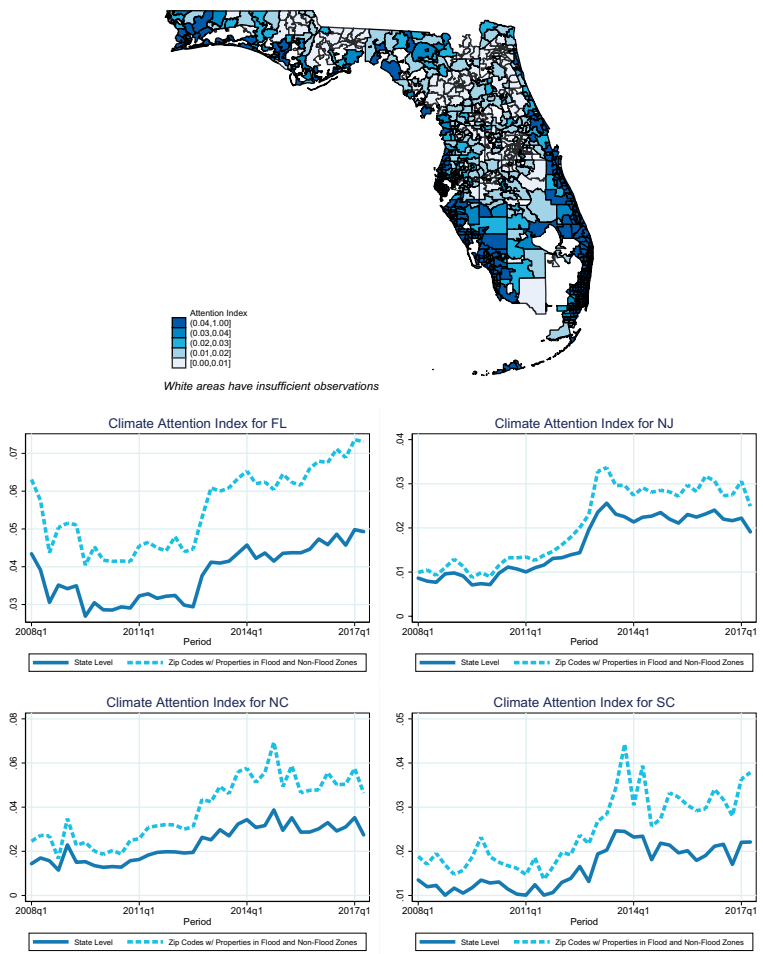 Attention Index
(0.04,1.00]
(0.03,0.04]
(0.02,0.03]
(0.01,0.02]
[0.00,0.01]
White areas have insufficient observations
Climate Attention Index for FL
.07
.06
.05
.04
.03
2008q1 2011q1 2014q1 2017q1
Period
State Level Zip Codes w/ Properties in Flood and Non-Flood Zones
Climate Attention Index for NJ
.04
.03
.02
.01
0
2008q1 2011q1 2014q1 2017q1
Period
State Level Zip Codes w/ Properties in Flood and Non-Flood Zones
Climate Attention Index for NC
.08
.06
.04
.02
0
2008q1 2011q1 2014q1 2017q1
Period
State Level Zip Codes w/ Properties in Flood and Non-Flood Zones
Climate Attention Index for SC
.05
.04
.03
.02
.01
2008q1 2011q1 2014q1 2017q1
Period
State Level Zip Codes w/ Properties in Flood and Non-Flood Zones